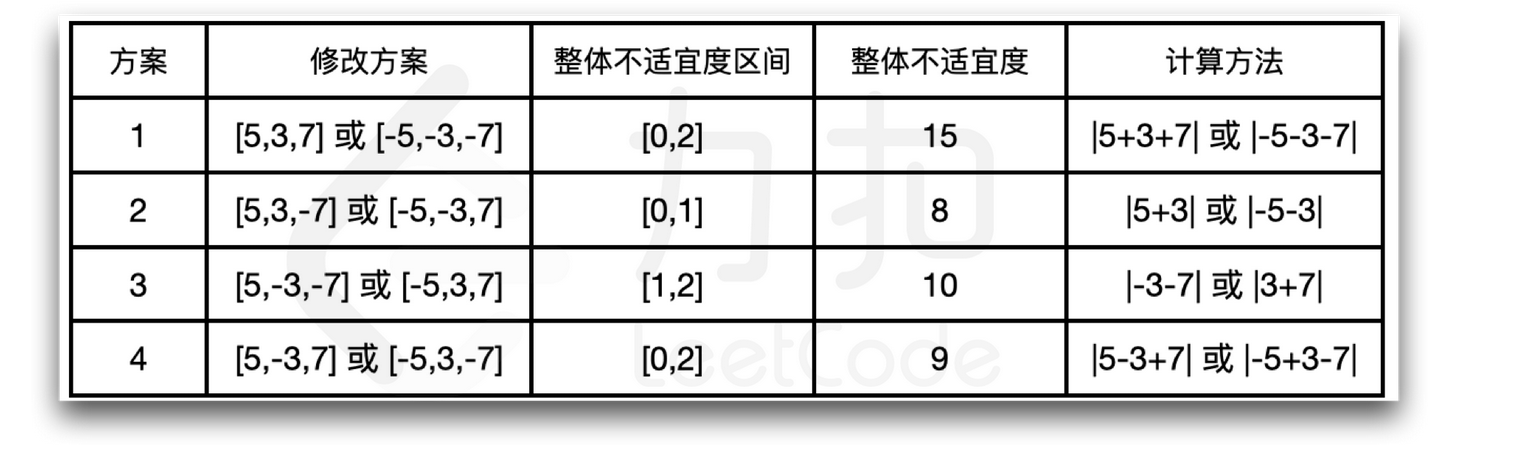 方案 修改方案 整体不适宜度区间 整体不适宜度 计算方法
1 [5,3,7] 或 [-5,-3,-7] [0,2] 15 |5+3+7| 或 |-5-3-7|
2 [5,3,-7] 或 [-5,-3,7] [0,1] 8 |5+3| 或 |-5-3|
3 [5,-3,-7] 或 [-5,3,7] [1,2] 10 |-3-7| 或 |3+7|
4 [5,-3,7] 或 [-5,3,-7] [0,2] 9 |5-3+7| 或 |-5+3-7|
力扣
LeetCode